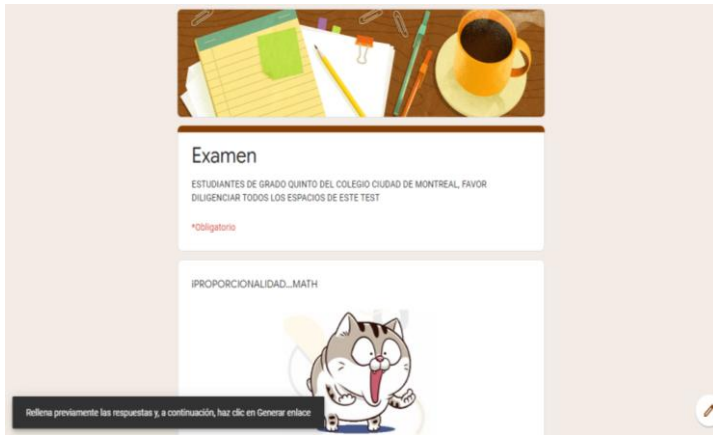 Examen
ESTUDIANTES DE GRADO QUINTO DEL COLEGIO CIUDAD DE MONTREAL, FAVOR
DILIGENCIAR TODOS LOS ESPACIOS DE ESTE TEST
*Obligatorio
¡PROPORCIONALIDAD...MATH
Rellena previamente las respuestas y, a continuación, haz clic en Generar enlace